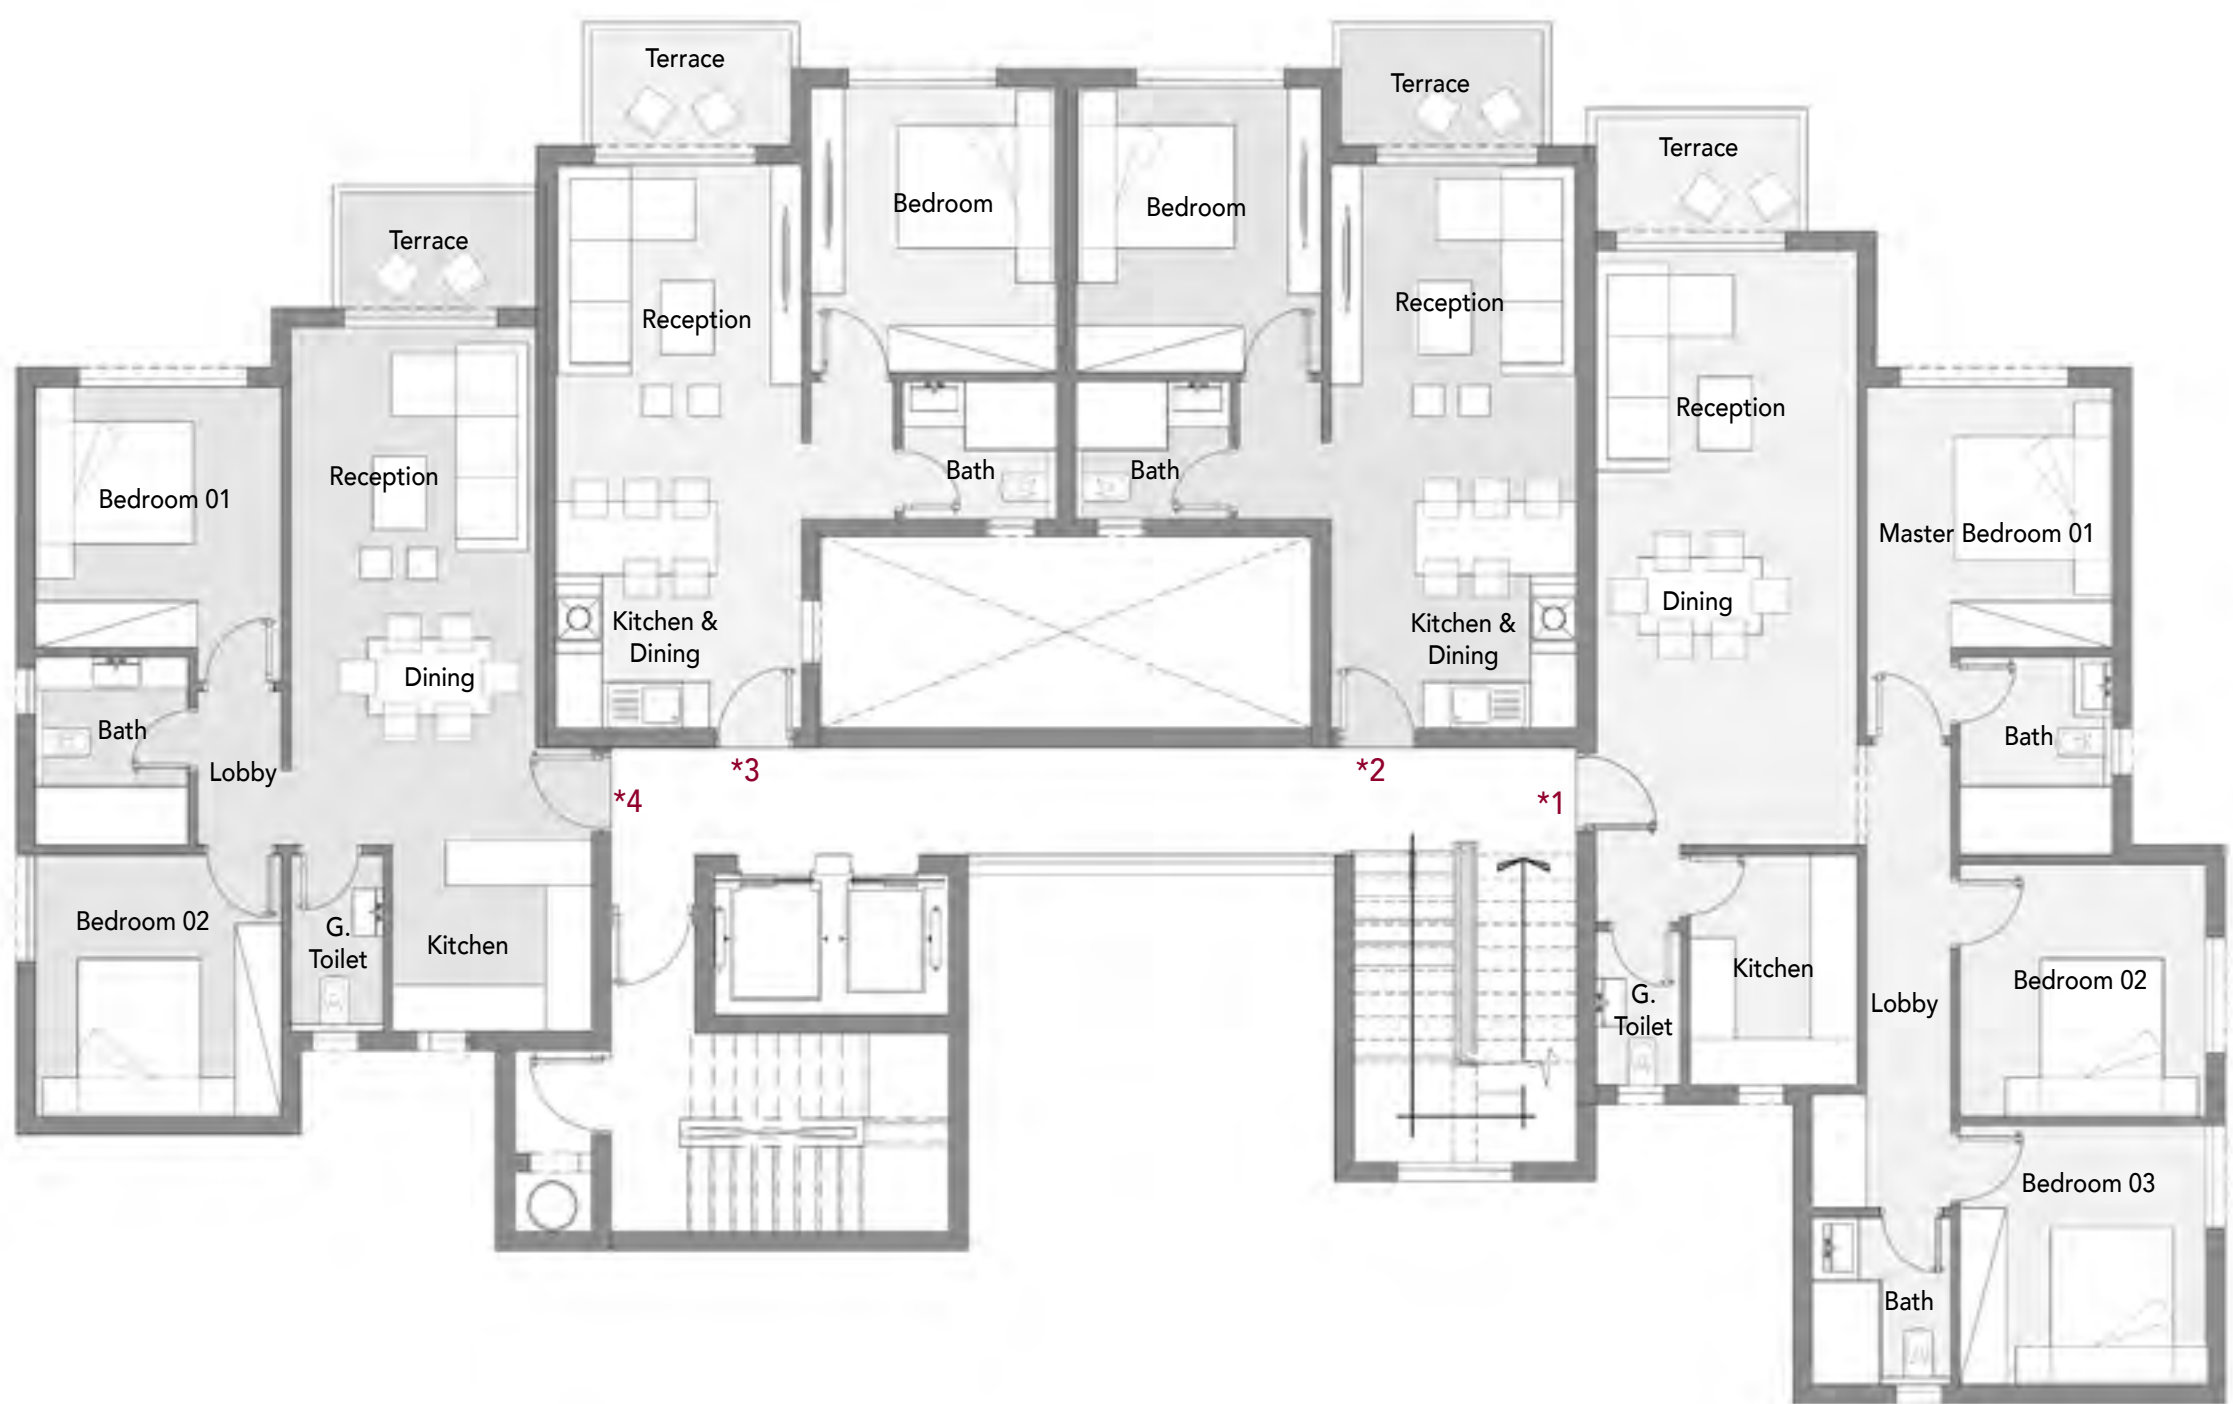 Terrace
Terrace
Terrace
Terrace
Bedroom
Bedroom
Reception
Reception
Reception
Reception
Bedroom 01
Master Bedroom 01
Bath
Bath
Dining
Kitchen &
Dining
Kitchen &
Dining
Dining
Bath
Lobby
Bath
*4
*3
*2
*1
Bedroom 02
G.
Toilet
Kitchen
G.
Toilet
Kitchen
Lobby
Bedroom 02
Bedroom 03
Bath